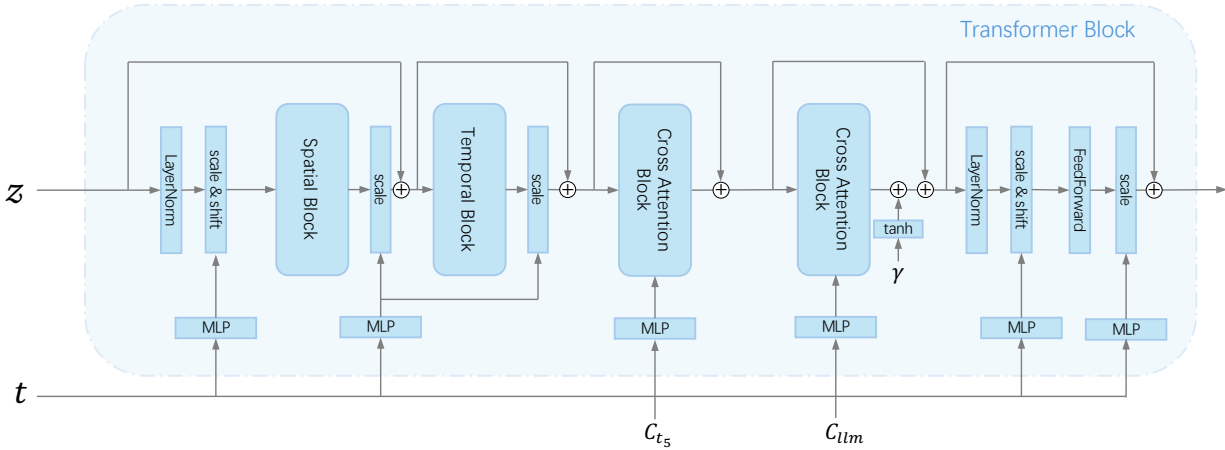 Transformer Block
z
LayerNorm
scale & shift
Spatial Block
scale
Temporal Block
scale
Cross Attention
Block
Cross Attention
Block
tanh
γ
LayerNorm
scale & shift
FeedForward
scale
MLP
MLP
MLP
MLP
MLP
MLP
t
C_{t_5}
C_{llm}